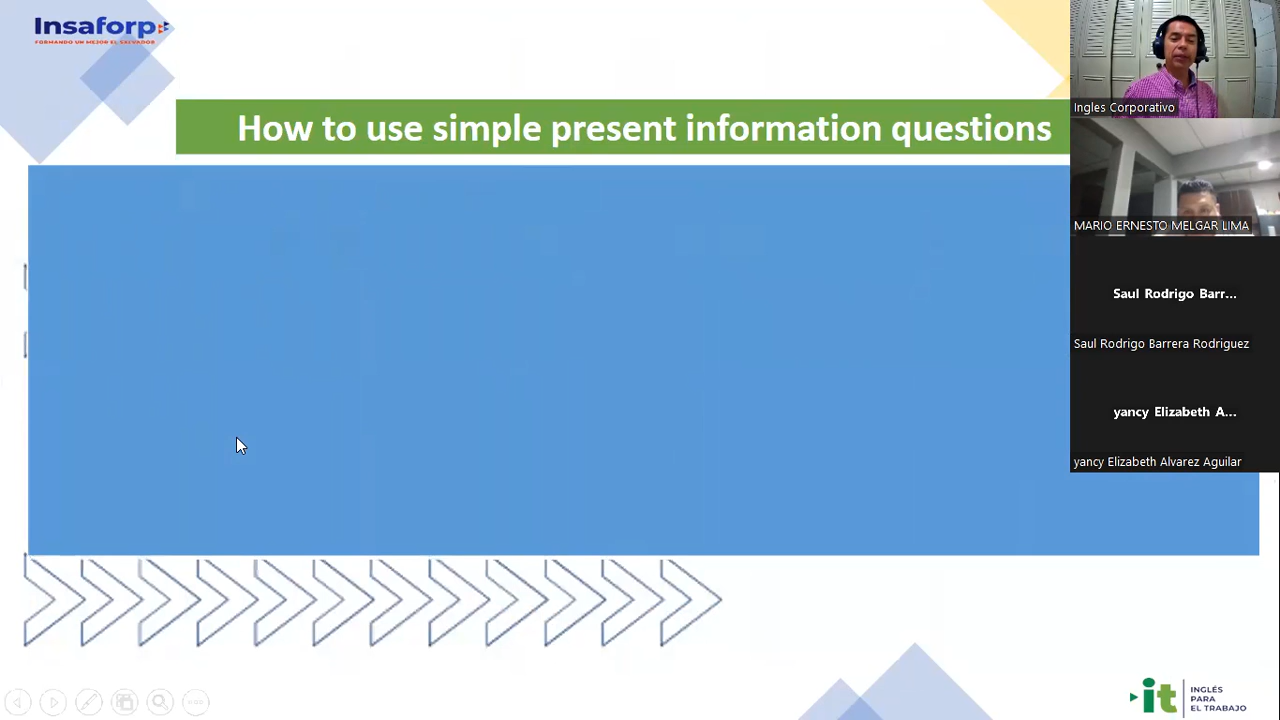 Insaforp
FORMANDO UN MEJOR EL SALVADOR
How to use simple present information questions
Ingles Corporativo
MARIO ERNESTO MELGAR LIMA
Saul Rodrigo Barr...
Saul Rodrigo Barrera Rodriguez
yancy Elizabeth A...
yancy Elizabeth Alvarez Aguilar
it
INGLÉS
PARA
EL TRABAJO